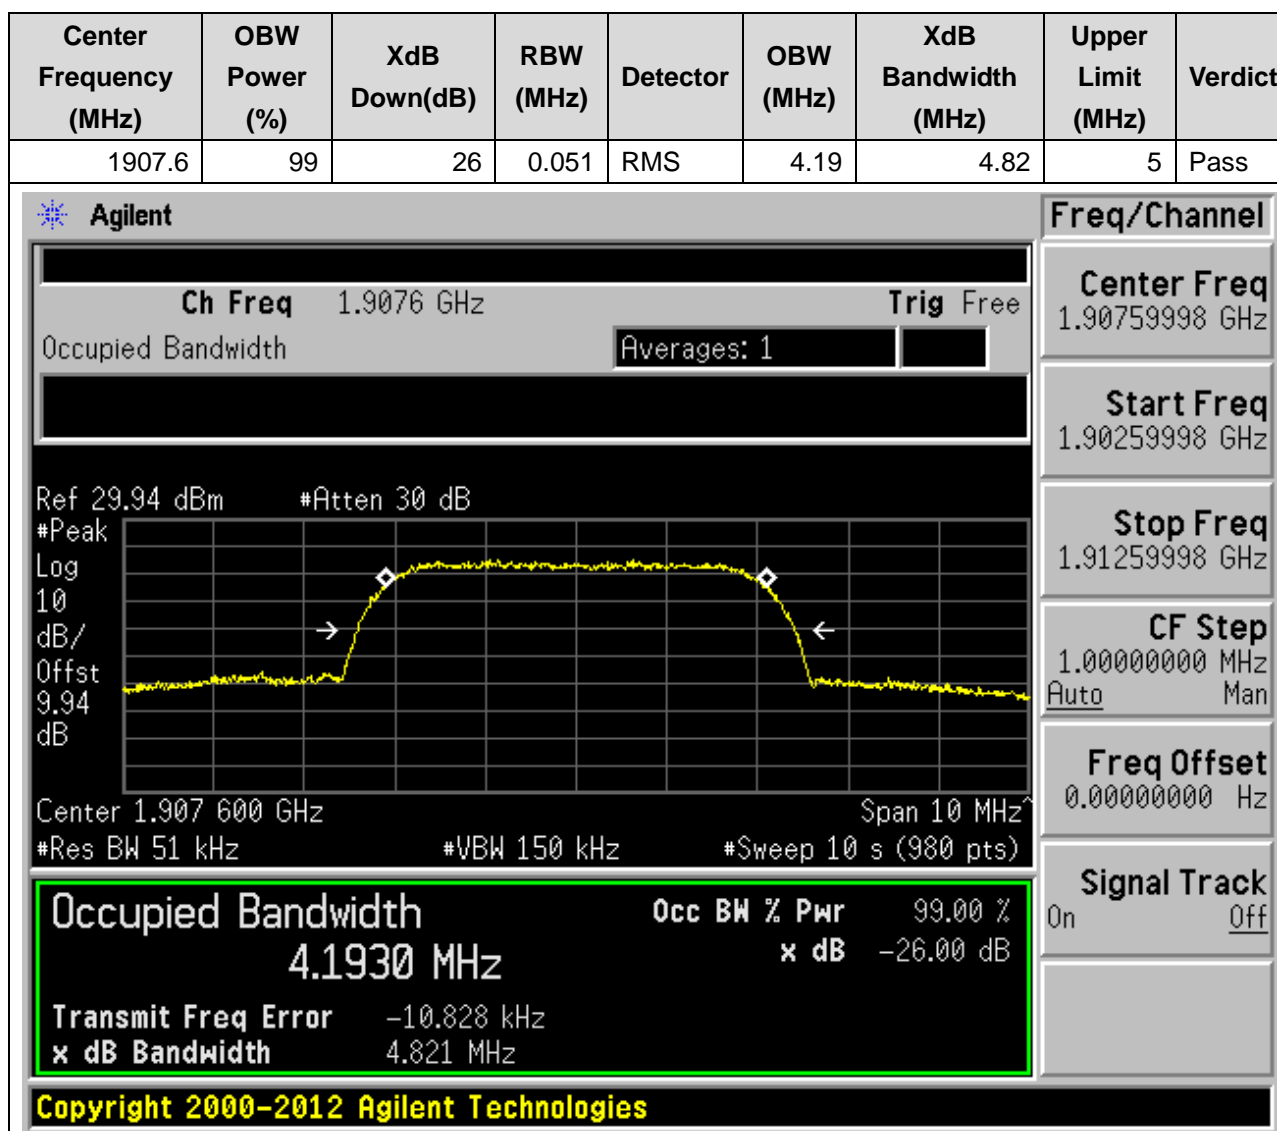 Center Frequency (MHz) OBW Power (%) XdB Down(dB) RBW (MHz) Detector OBW (MHz) XdB Bandwidth (MHz) Upper Limit (MHz) Verdict
1907.6 99 26 0.051 RMS 4.19 4.82 5 Pass
Agilent
Freq/Channel
Ch Freq 1.9076 GHz Trig Free
Occupied Bandwidth Averages: 1
Center Freq
1.90759998 GHz
Start Freq
1.90259998 GHz
Stop Freq
1.91259998 GHz
CF Step
1.00000000 MHz
Auto Man
Freq Offset
0.00000000 Hz
Signal Track
On Off
Ref 29.94 dBm #Atten 30 dB
#Peak
Log
10
dB/
Offst
9.94
dB
Center 1.907 600 GHz Span 10 MHz^
#Res BW 51 kHz #VBW 150 kHz #Sweep 10 s (980 pts)
Occupied Bandwidth Occ BW % Pwr 99.00 %
4.1930 MHz x dB -26.00 dB
Transmit Freq Error -10.828 kHz
x dB Bandwidth 4.821 MHz
Copyright 2000-2012 Agilent Technologies